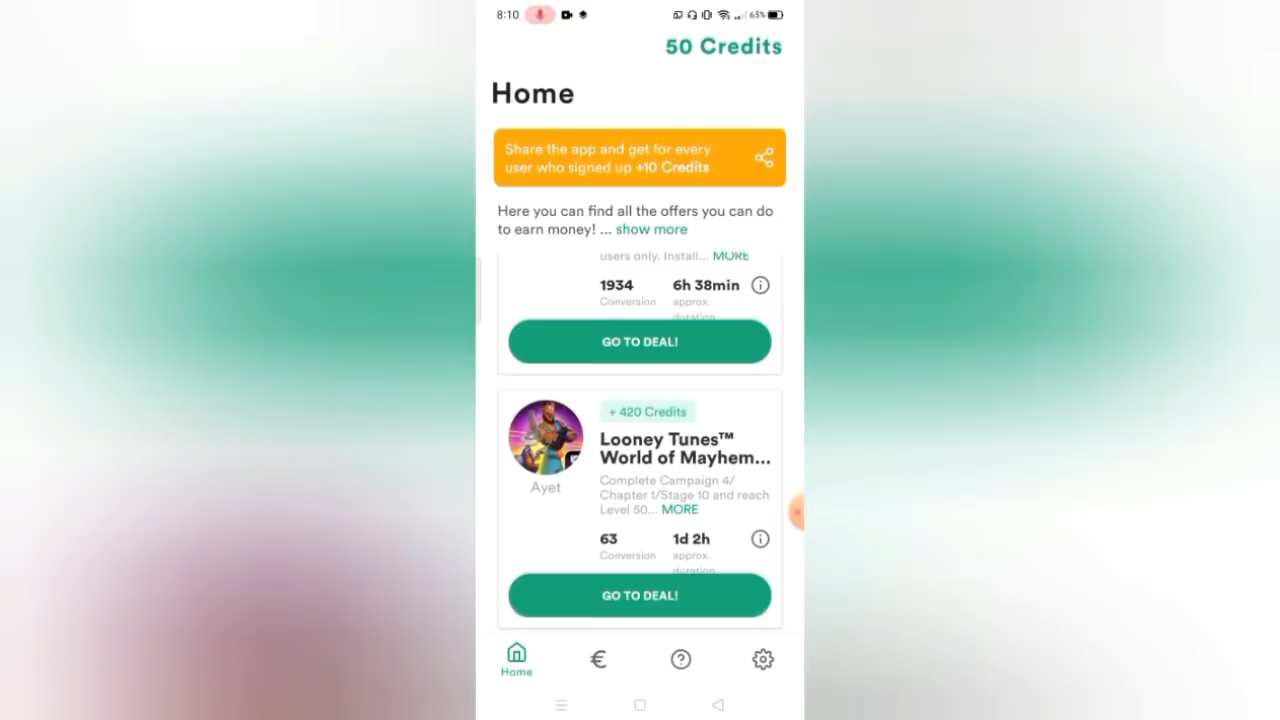 8:10
63%
50 Credits
Home
Share the app and get for every
user who signed up +10 Credits
Here you can find all the offers you can do
to earn money! ... show more
users only. Install... MORE
1934
6h 38min
Conversion
approx.
duration
GO TO DEAL!
+ 420 Credits
Looney Tunes™
World of Mayhem...
Ayet
Complete Campaign 4/
Chapter 1/Stage 10 and reach
Level 50... MORE
63
1d 2h
Conversion
approx.
duration
GO TO DEAL!
Home